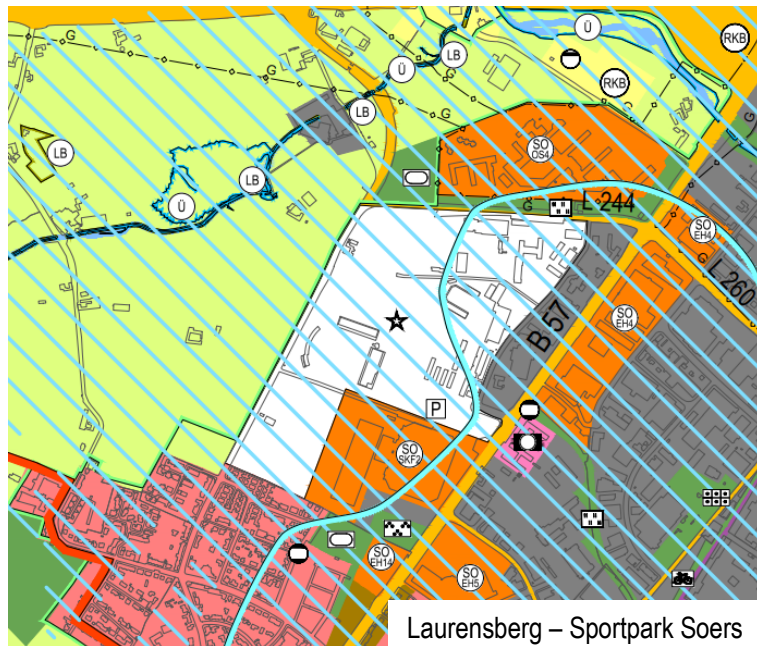 Ü
RKB
LB
G
Ü
RKB
G
LB
LB
SO
OS4
G
LB
Ü
G
L 244
SO
EH4
G
L 260
SO
EH4
B 57
P
SO
SKF2
SO
EH14
SO
EH5
Laurensberg – Sportpark Soers